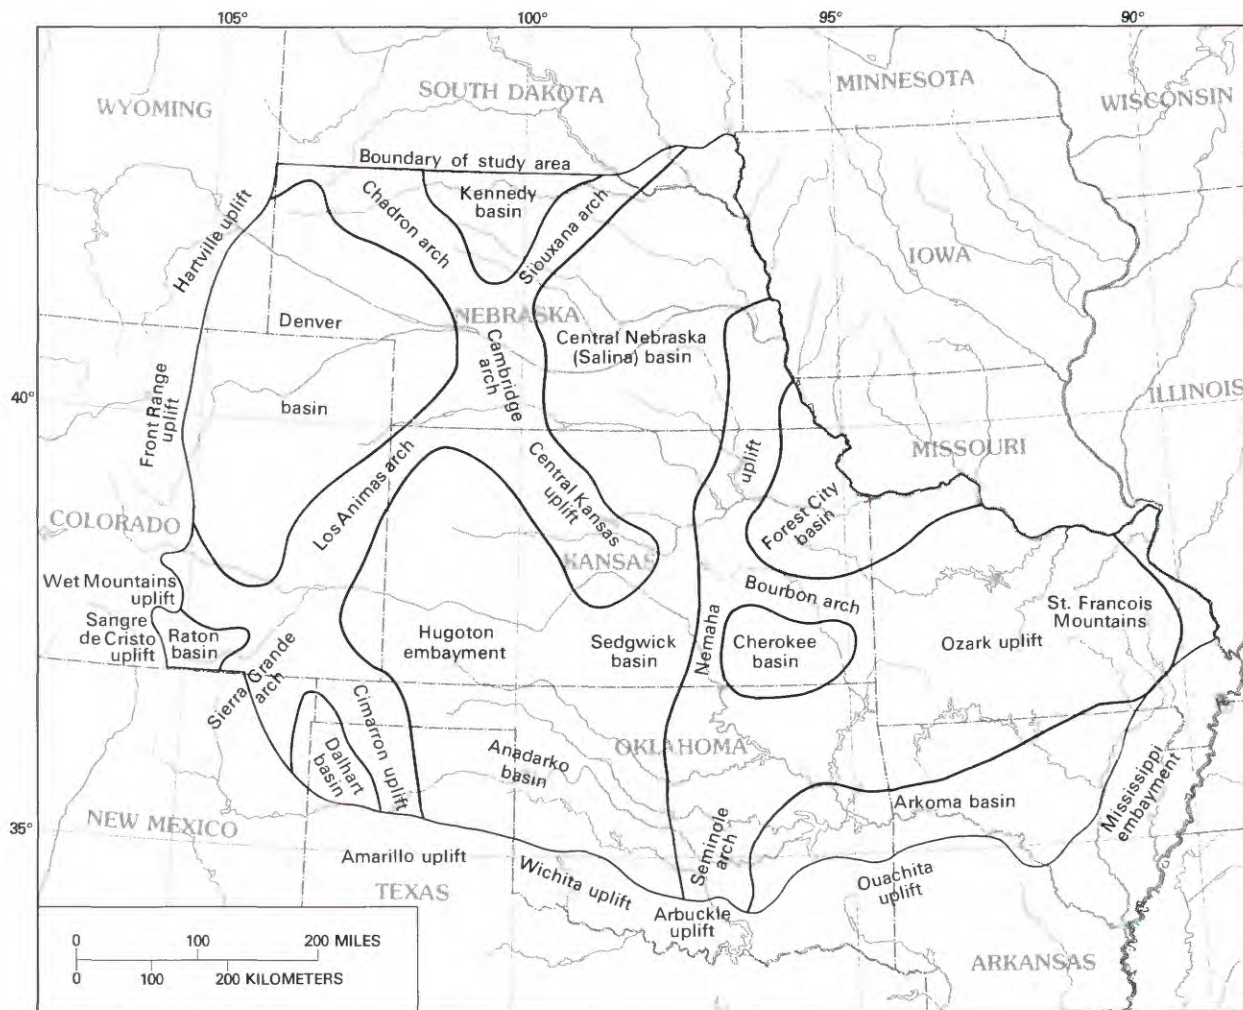 105°
100°
95°
90°
WYOMING
SOUTH DAKOTA
MINNESOTA
WISCONSIN
Boundary of study area
Hartville uplift
Chadron arch
Kennedy
basin
Siouxana arch
IOWA
Denver
basin
NEBRASKA
Cambridge
arch
Central Nebraska
(Salina) basin
40°
Front Range
uplift
ILLINOIS
MISSOURI
uplift
Los Animas arch
Central Kansas
uplift
Forest City
basin
COLORADO
KANSAS
Wet Mountains
uplift
Bourbon arch
Sangre
de Cristo
uplift
Raton
basin
Hugoton
embayment
Sedgwick
basin
Nemaha
Cherokee
basin
Ozark uplift
St. Francois
Mountains
Sierra Grande
arch
Cimarron uplift
Dalhart
basin
Anadarko
basin
OKLAHOMA
Arkoma basin
Mississippi
embayment
35°
NEW MEXICO
Amarillo uplift
TEXAS
Wichita uplift
Seminole
arch
Arbuckle
uplift
Ouachita
uplift
ARKANSAS
0 100 200 MILES
0 100 200 KILOMETERS